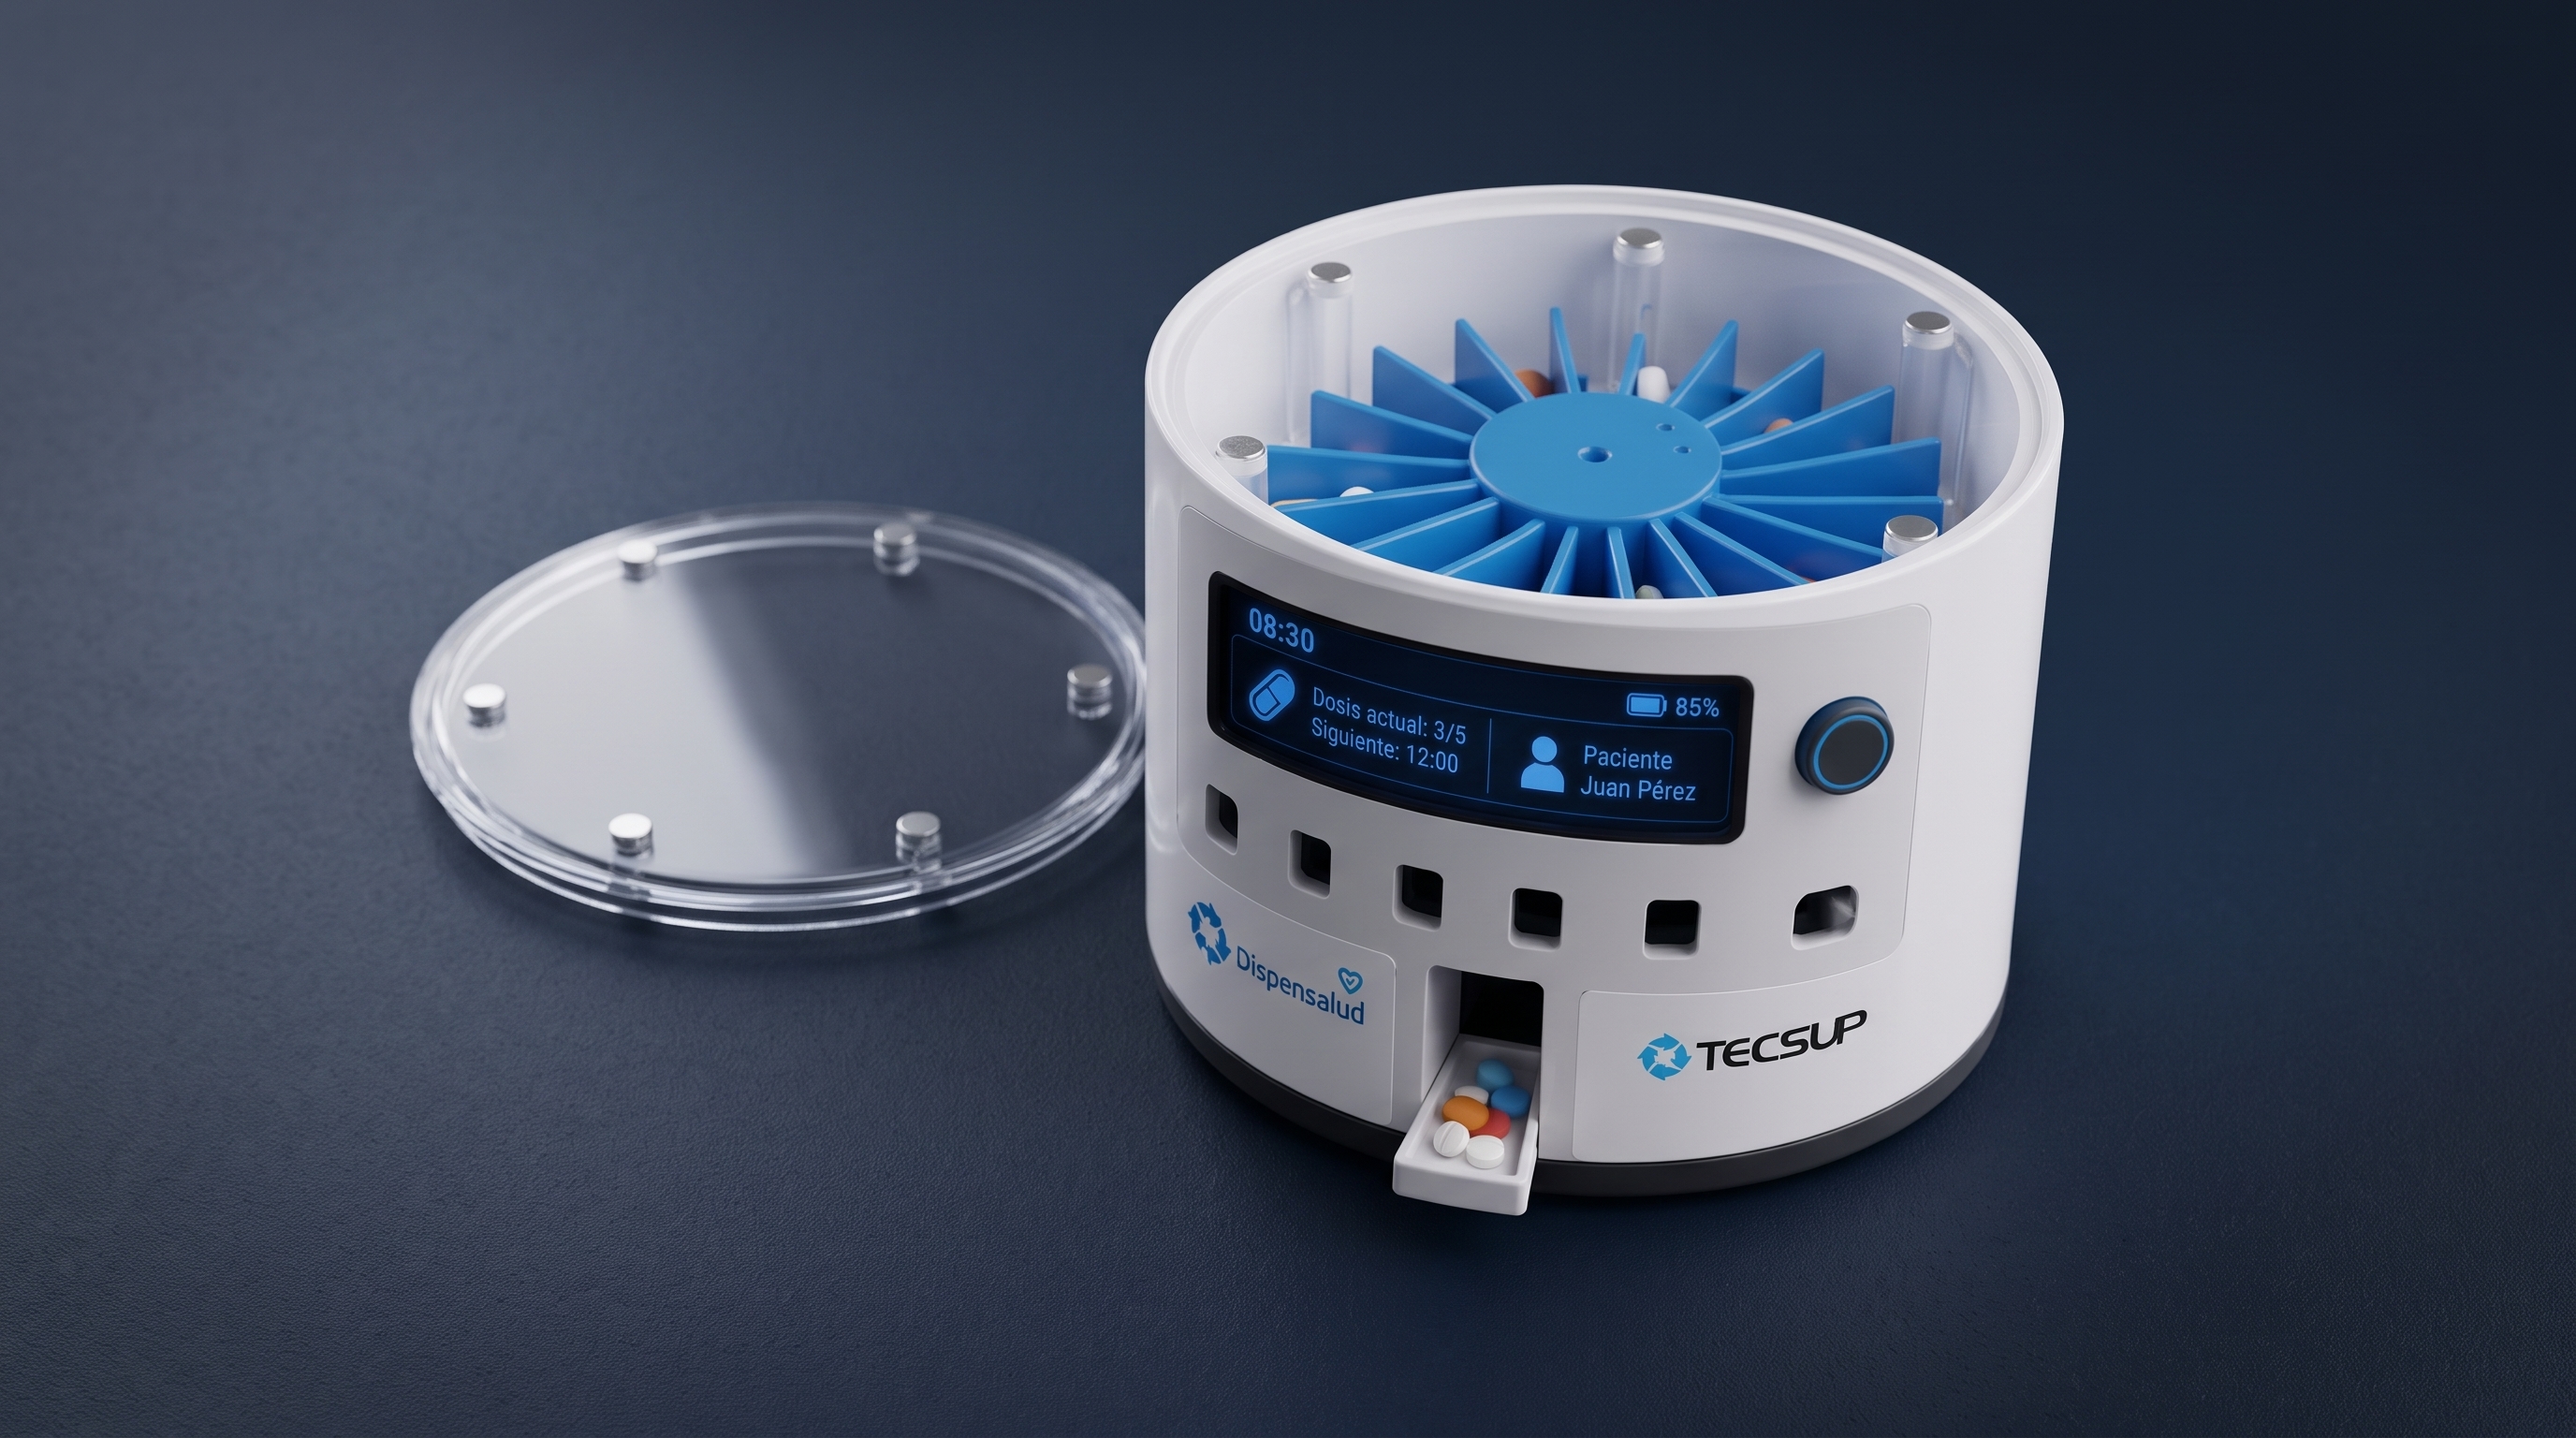 08:30
85%
Dosis actual: 3/5
Siguiente: 12:00
Paciente
Juan Pérez
Dispensalud
TECSUP